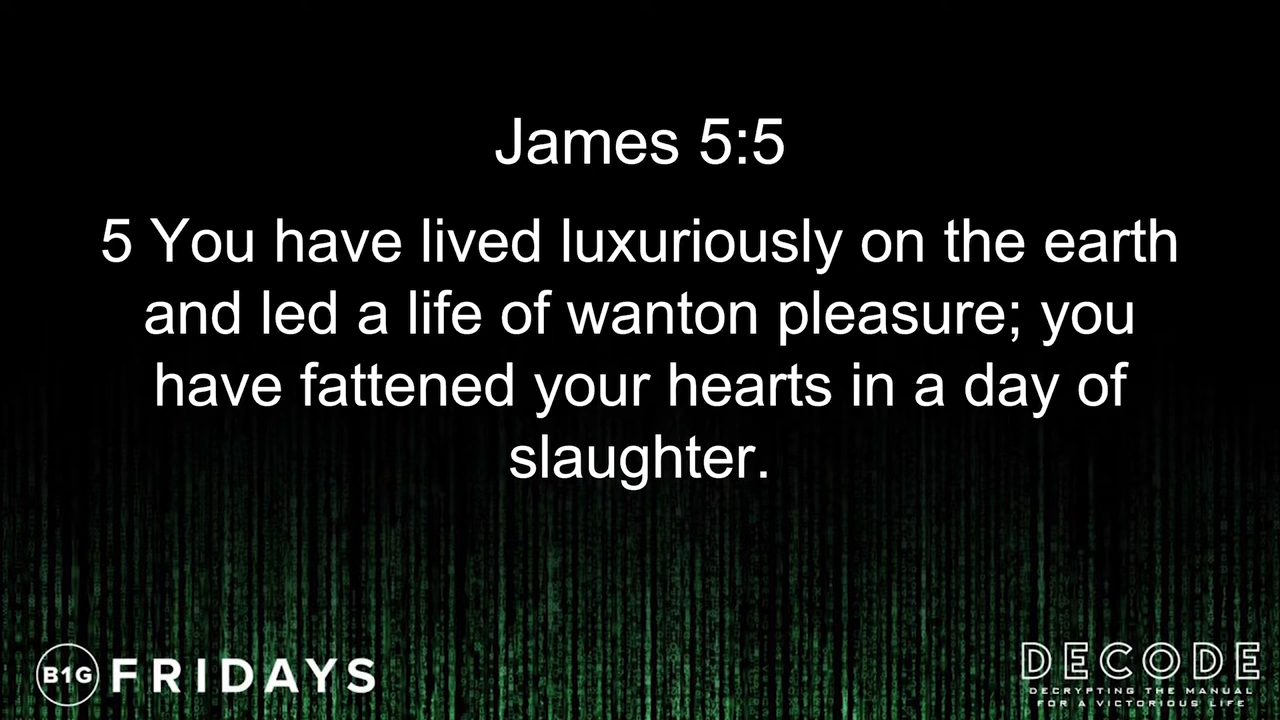 James 5:5
5 You have lived luxuriously on the earth
and led a life of wanton pleasure; you
have fattened your hearts in a day of
slaughter.
B1G FRIDAYS
DECODE
DECRYPTING THE MANUAL
FOR A VICTORIOUS LIFE